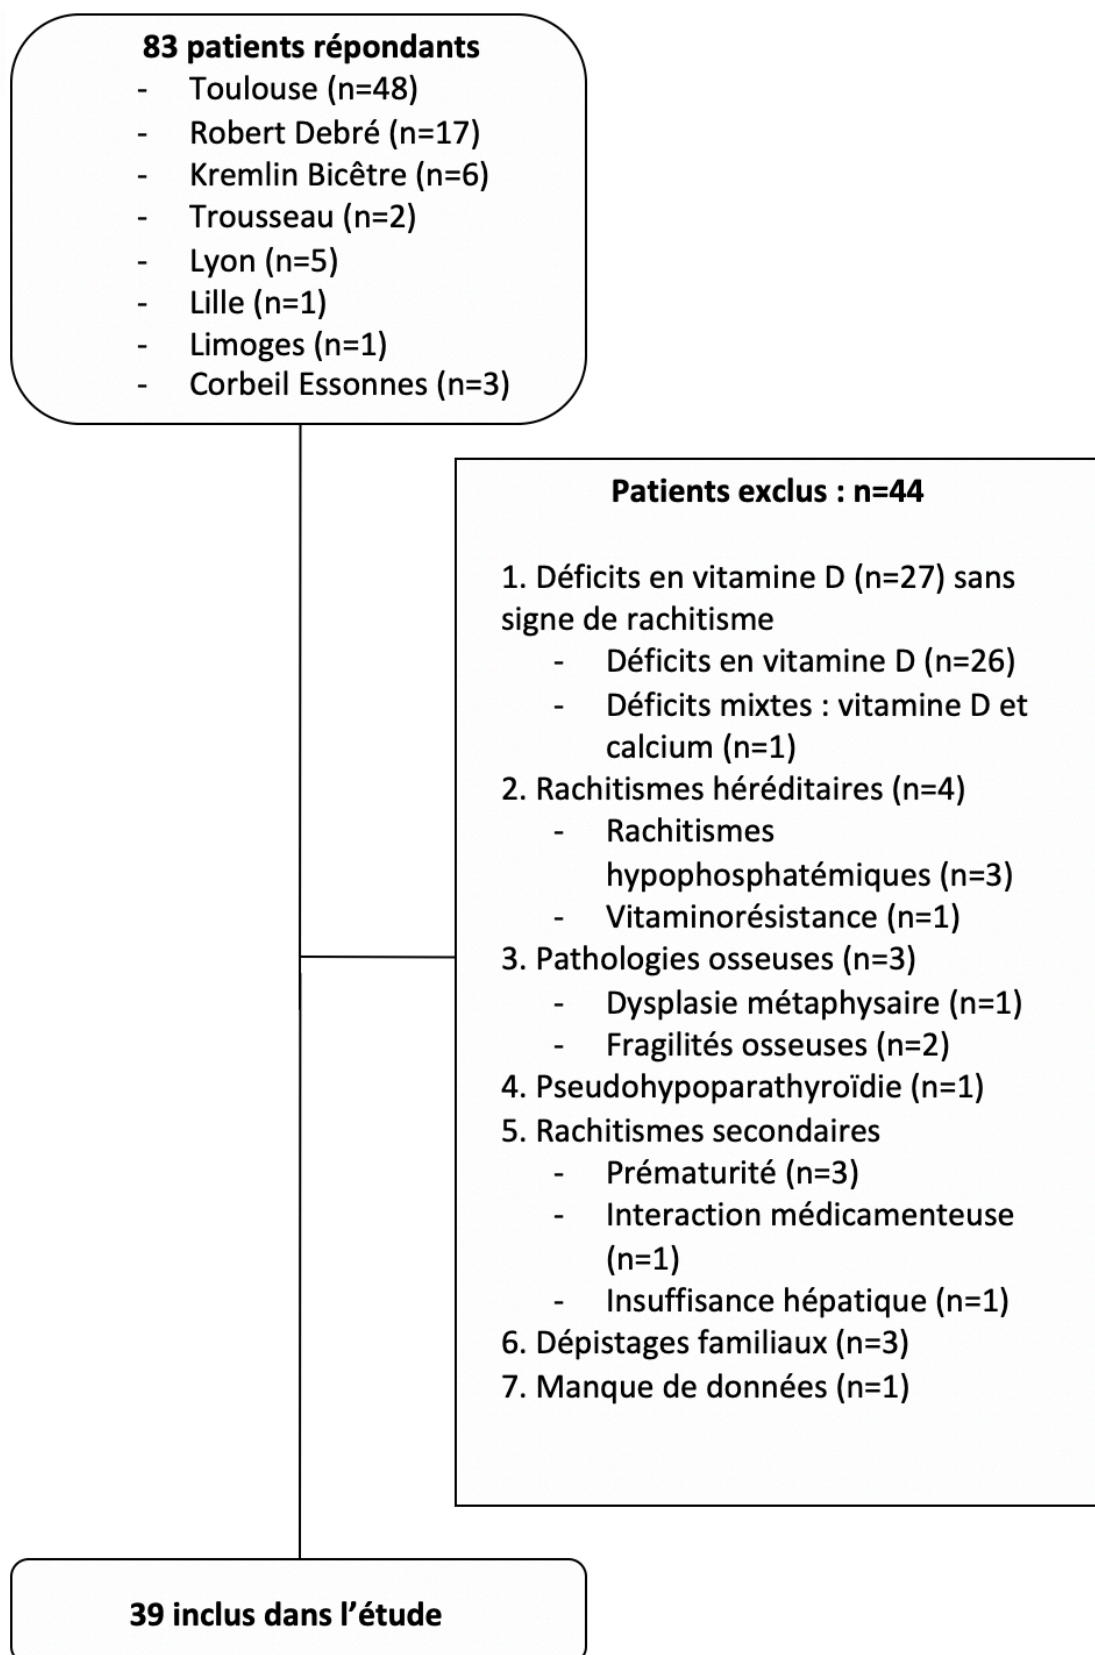 83 patients répondants
- Toulouse (n=48)
- Robert Debré (n=17)
- Kremlin Bicêtre (n=6)
- Trousseau (n=2)
- Lyon (n=5)
- Lille (n=1)
- Limoges (n=1)
- Corbeil Essonnes (n=3)
Patients exclus : n=44
1. Déficits en vitamine D (n=27) sans
signe de rachitisme
- Déficits en vitamine D (n=26)
- Déficits mixtes : vitamine D et
calcium (n=1)
2. Rachitismes héréditaires (n=4)
- Rachitismes
hypophosphatémiques (n=3)
- Vitaminorésistance (n=1)
3. Pathologies osseuses (n=3)
- Dysplasie métaphysaire (n=1)
- Fragilités osseuses (n=2)
4. Pseudohypoparathyroïdie (n=1)
5. Rachitismes secondaires
- Prématurité (n=3)
- Interaction médicamenteuse
(n=1)
- Insuffisance hépatique (n=1)
6. Dépistages familiaux (n=3)
7. Manque de données (n=1)
39 inclus dans l’étude